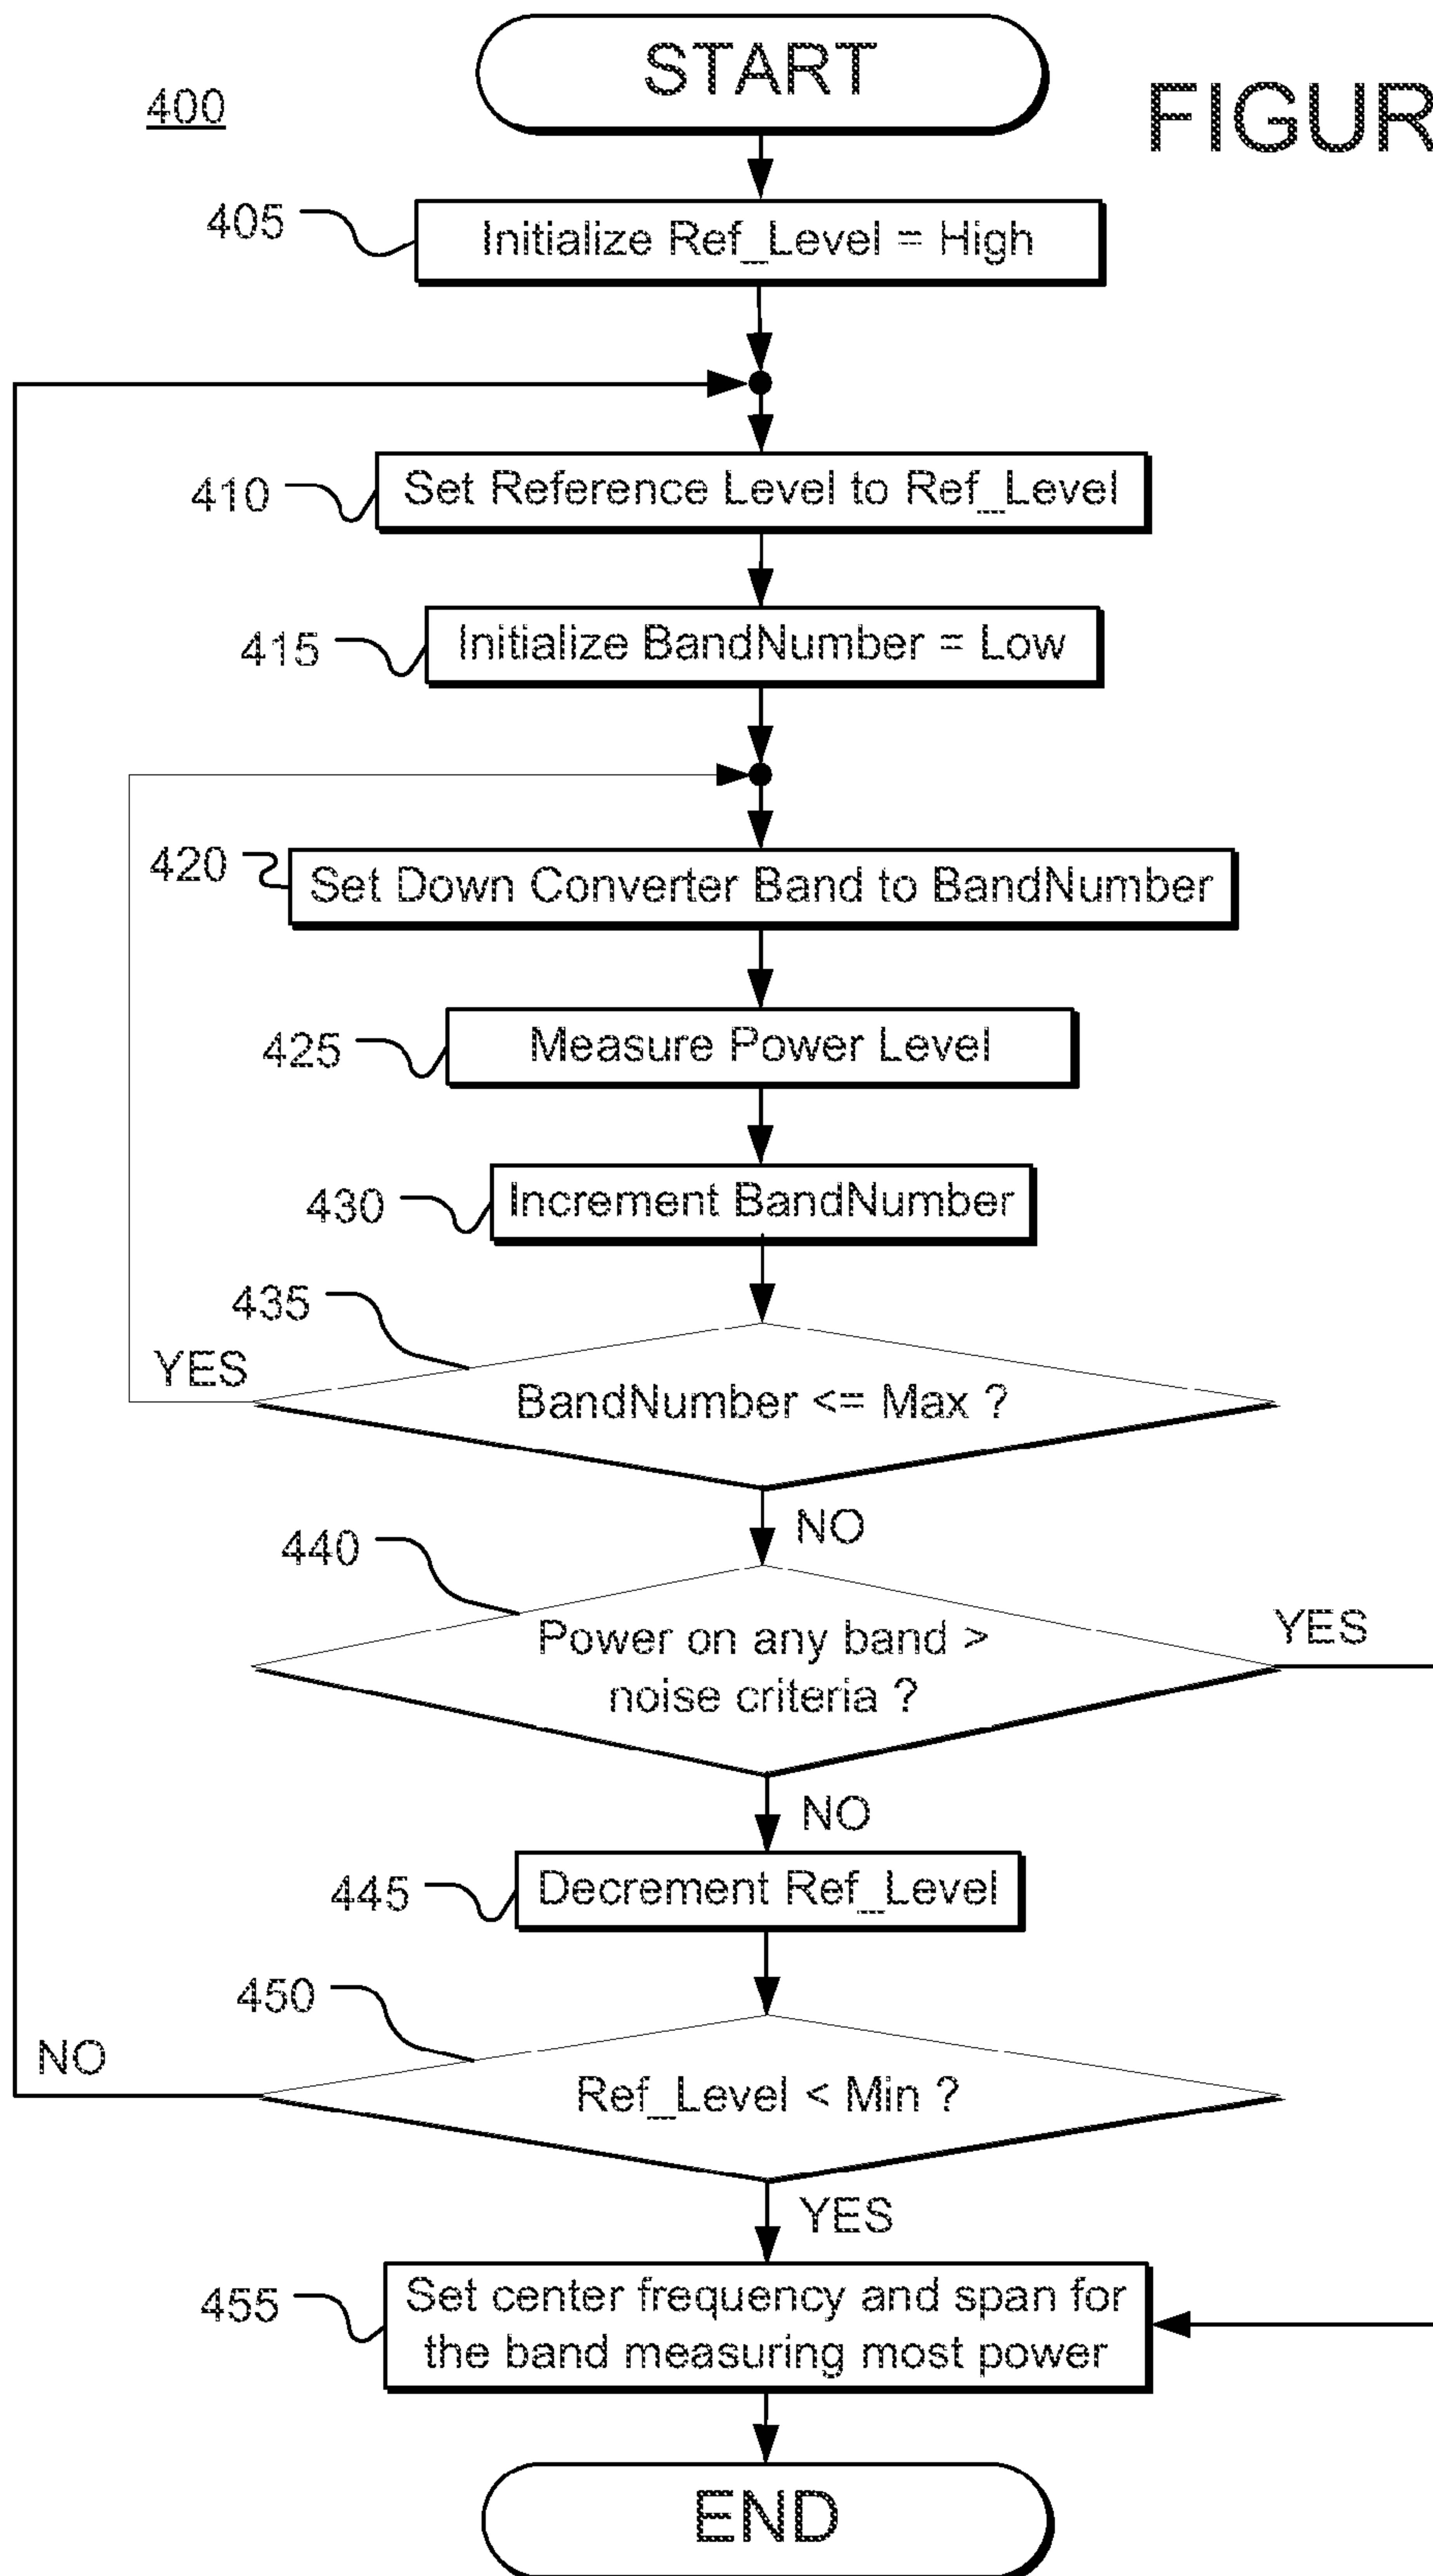 START
400
FIGUR
405
Initialize Ref_Level = High
410
Set Reference Level to Ref_Level
415
Initialize BandNumber = Low
420
Set Down Converter Band to BandNumber
425
Measure Power Level
430
Increment BandNumber
435
YES
BandNumber <= Max ?
NO
440
Power on any band >
noise criteria ?
YES
NO
445
Decrement Ref_Level
450
NO
Ref_Level < Min ?
YES
455
Set center frequency and span for
the band measuring most power
END